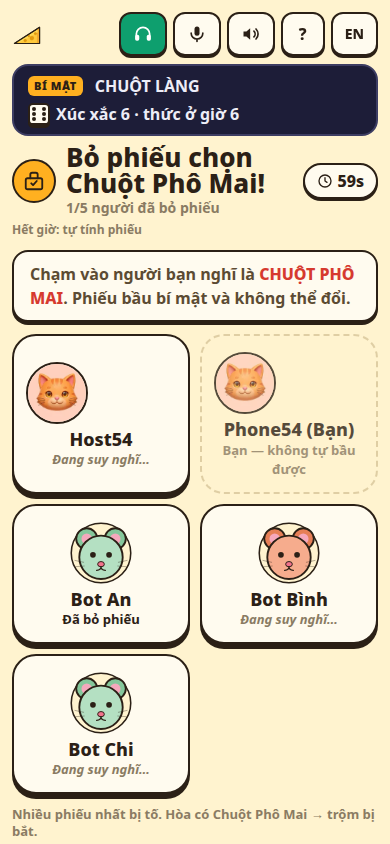 ?
EN
BÍ MẬT CHUỘT LÀNG
Xúc xắc 6 · thức ở giờ 6
Bỏ phiếu chọn
Chuột Phô Mai!
1/5 người đã bỏ phiếu
59s
Hết giờ: tự tính phiếu
Chạm vào người bạn nghĩ là CHUỘT PHÔ
MAI. Phiếu bầu bí mật và không thể đổi.
Host54
Đang suy nghĩ...
Phone54 (Bạn)
Bạn — không tự bầu
được
Bot An
Đã bỏ phiếu
Bot Bình
Đang suy nghĩ...
Bot Chi
Đang suy nghĩ...
Nhiều phiếu nhất bị tố. Hòa có Chuột Phô Mai → trộm bị
bắt.